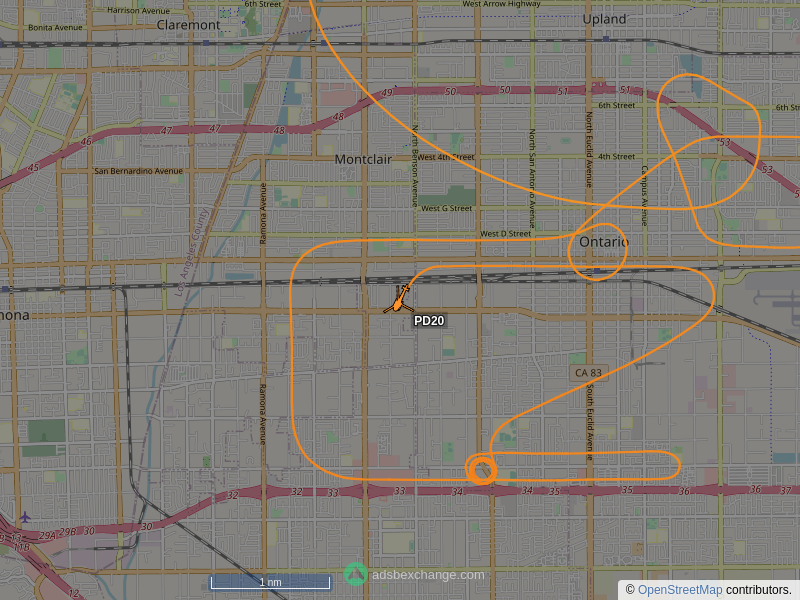 Harrison Avenue
6th Street
West Arrow Highway
Bonita Avenue
Claremont
Upland
49
50
50
51
51
6th Street
6th St
48
47
47
48
46
45
53
53
5
North Benson Avenue
North San Antonio Avenue
North Euclid Avenue
Montclair
West 4th Street
4th Street
San Bernardino Avenue
Campus Avenue
Ramona Avenue
West G Street
Los Angeles County
West D Street
Ontario
mona
PD20
CA 83
Ramona Avenue
South Euclid Avenue
32
32
33
33
34
34
35
35
36
36
37
30
30
29B
29A
13
11B
12
1 nm
adsbexchange.com
© OpenStreetMap contributors.